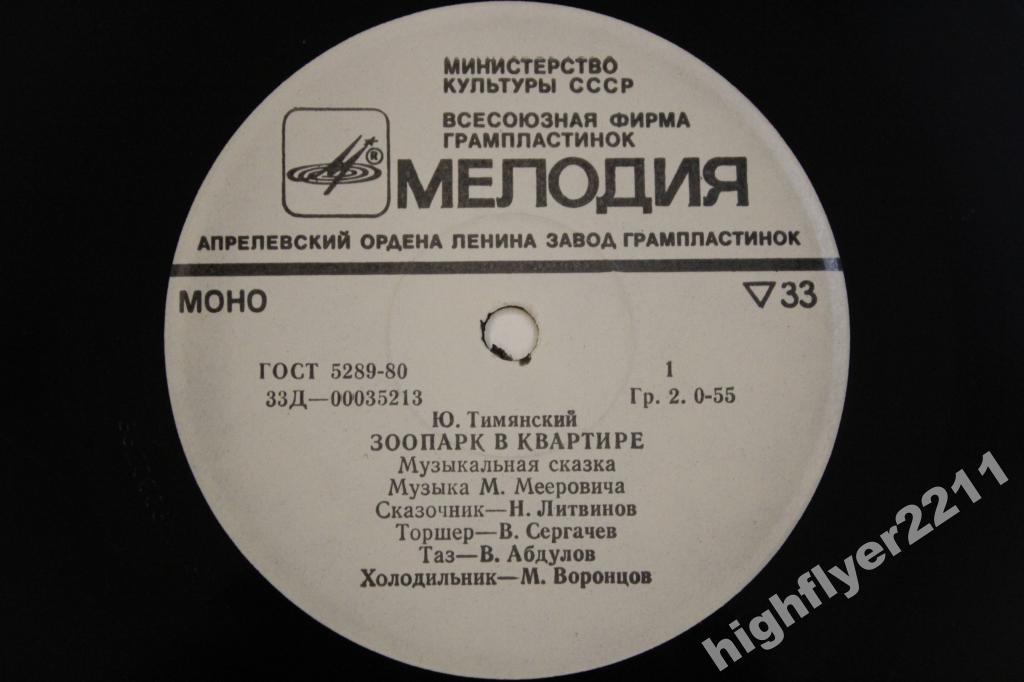 МИНИСТЕРСТВО
КУЛЬТУРЫ СССР
ВСЕСОЮЗНАЯ ФИРМА
ГРАМПЛАСТИНОК
®
МЕЛОДИЯ
АПРЕЛЕВСКИЙ ОРДЕНА ЛЕНИНА ЗАВОД ГРАМПЛАСТИНОК
МОНО ▽33
ГОСТ 5289-80 1
33Д—00035213 Гр. 2. 0-55
Ю. Тимянский
ЗООПАРК В КВАРТИРЕ
Музыкальная сказка
Музыка М. Мееровича
Сказочник—Н. Литвинов
Торшер—В. Сергачев
Таз—В. Абдулов
Холодильник—М. Воронцов
highflyer2211